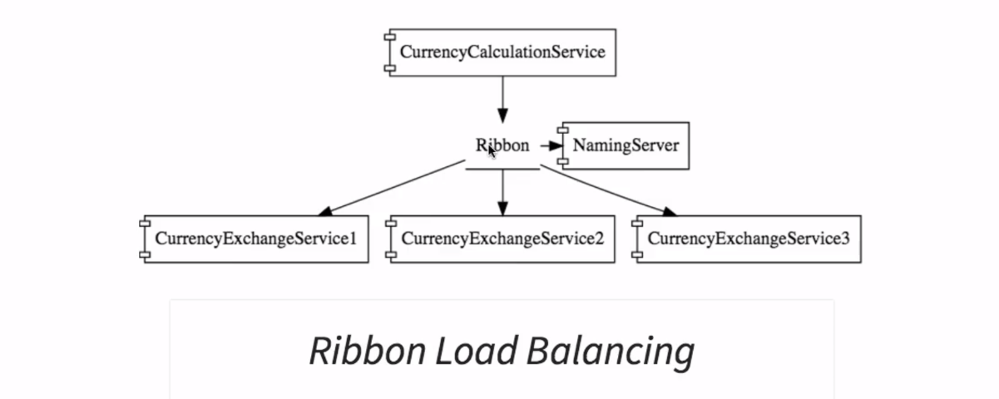 CurrencyCalculationService
Ribbon
NamingServer
CurrencyExchangeService1
CurrencyExchangeService2
CurrencyExchangeService3
Ribbon Load Balancing